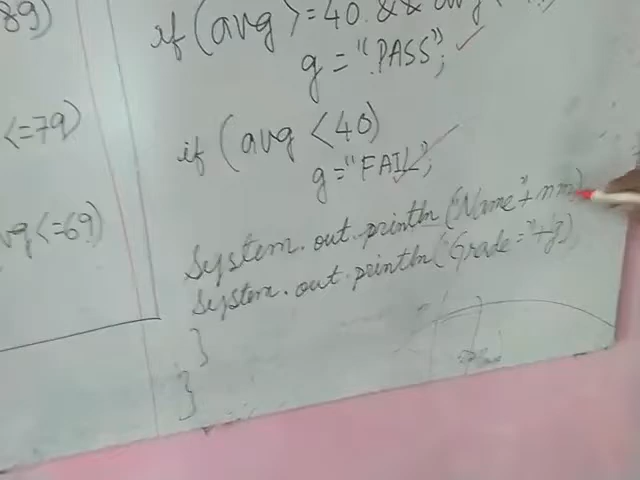 89)
if (avg >= 40 && avg <
g = "PASS";
<=79)
if (avg < 40)
g = "FAIL";
vg <= 69)
System.out.println ("Name" + nm)
System.out.println ("Grade=" + g)
}
}